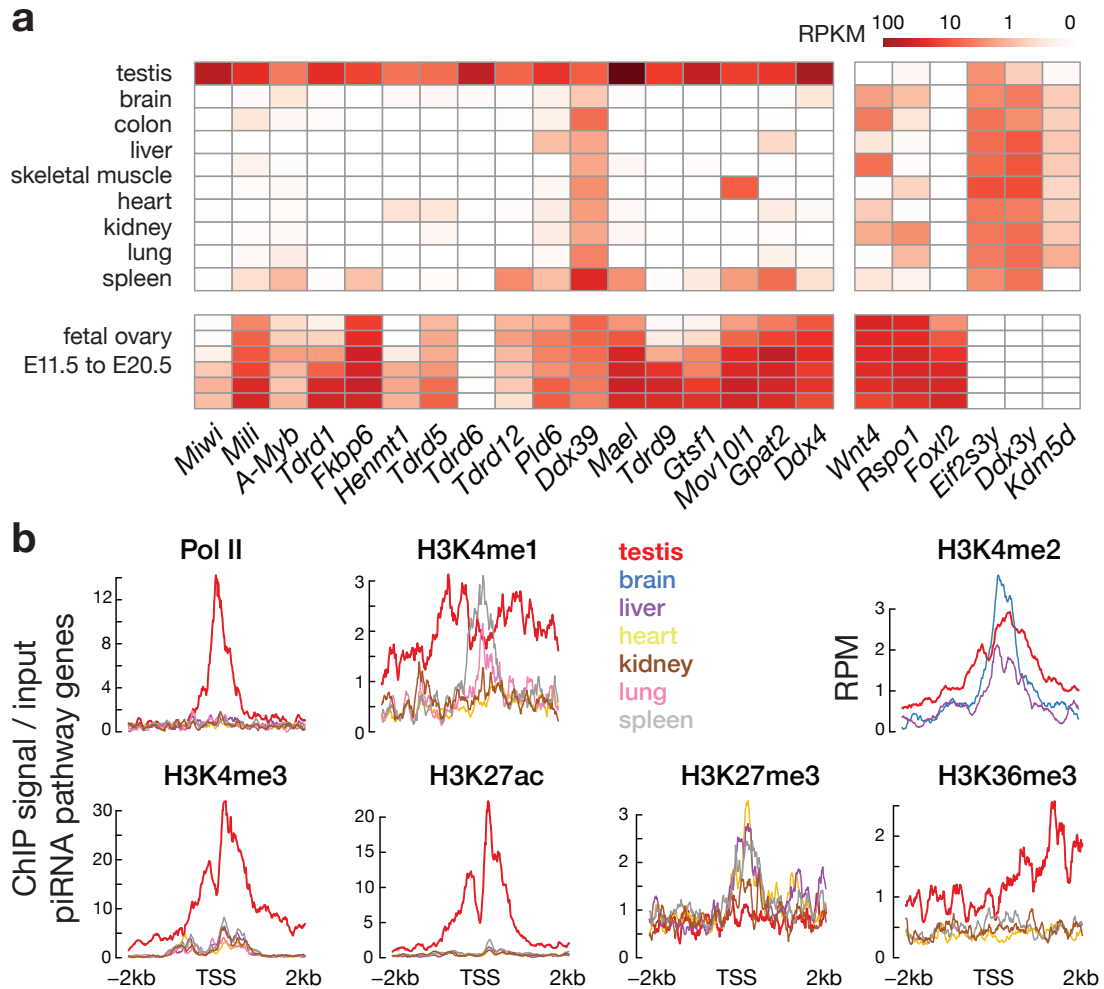 a
RPKM 100 10 1 0
testis
brain
colon
liver
skeletal muscle
heart
kidney
lung
spleen
fetal ovary
E11.5 to E20.5
Miwi Mili A-Myb Tdrd1 Fkbp6 Henmt1 Tdrd5 Tdrd6 Tdrd12 Pld6 Ddx39 Mael Tdrd9 Gtsf1 Mov10l1 Gpat2 Ddx4 Wnt4 Rspo1 Foxl2 Eif2s3y Ddx3y Kdm5d
b
ChIP signal / input
piRNA pathway genes
Pol II
12
8
4
0
H3K4me1
3
2
1
0
testis
brain
liver
heart
kidney
lung
spleen
H3K4me2
RPM
3
2
1
0
H3K4me3
30
20
10
0
−2kb TSS 2kb
H3K27ac
20
15
10
5
0
−2kb TSS 2kb
H3K27me3
3
2
1
0
−2kb TSS 2kb
H3K36me3
2
1
0
−2kb TSS 2kb